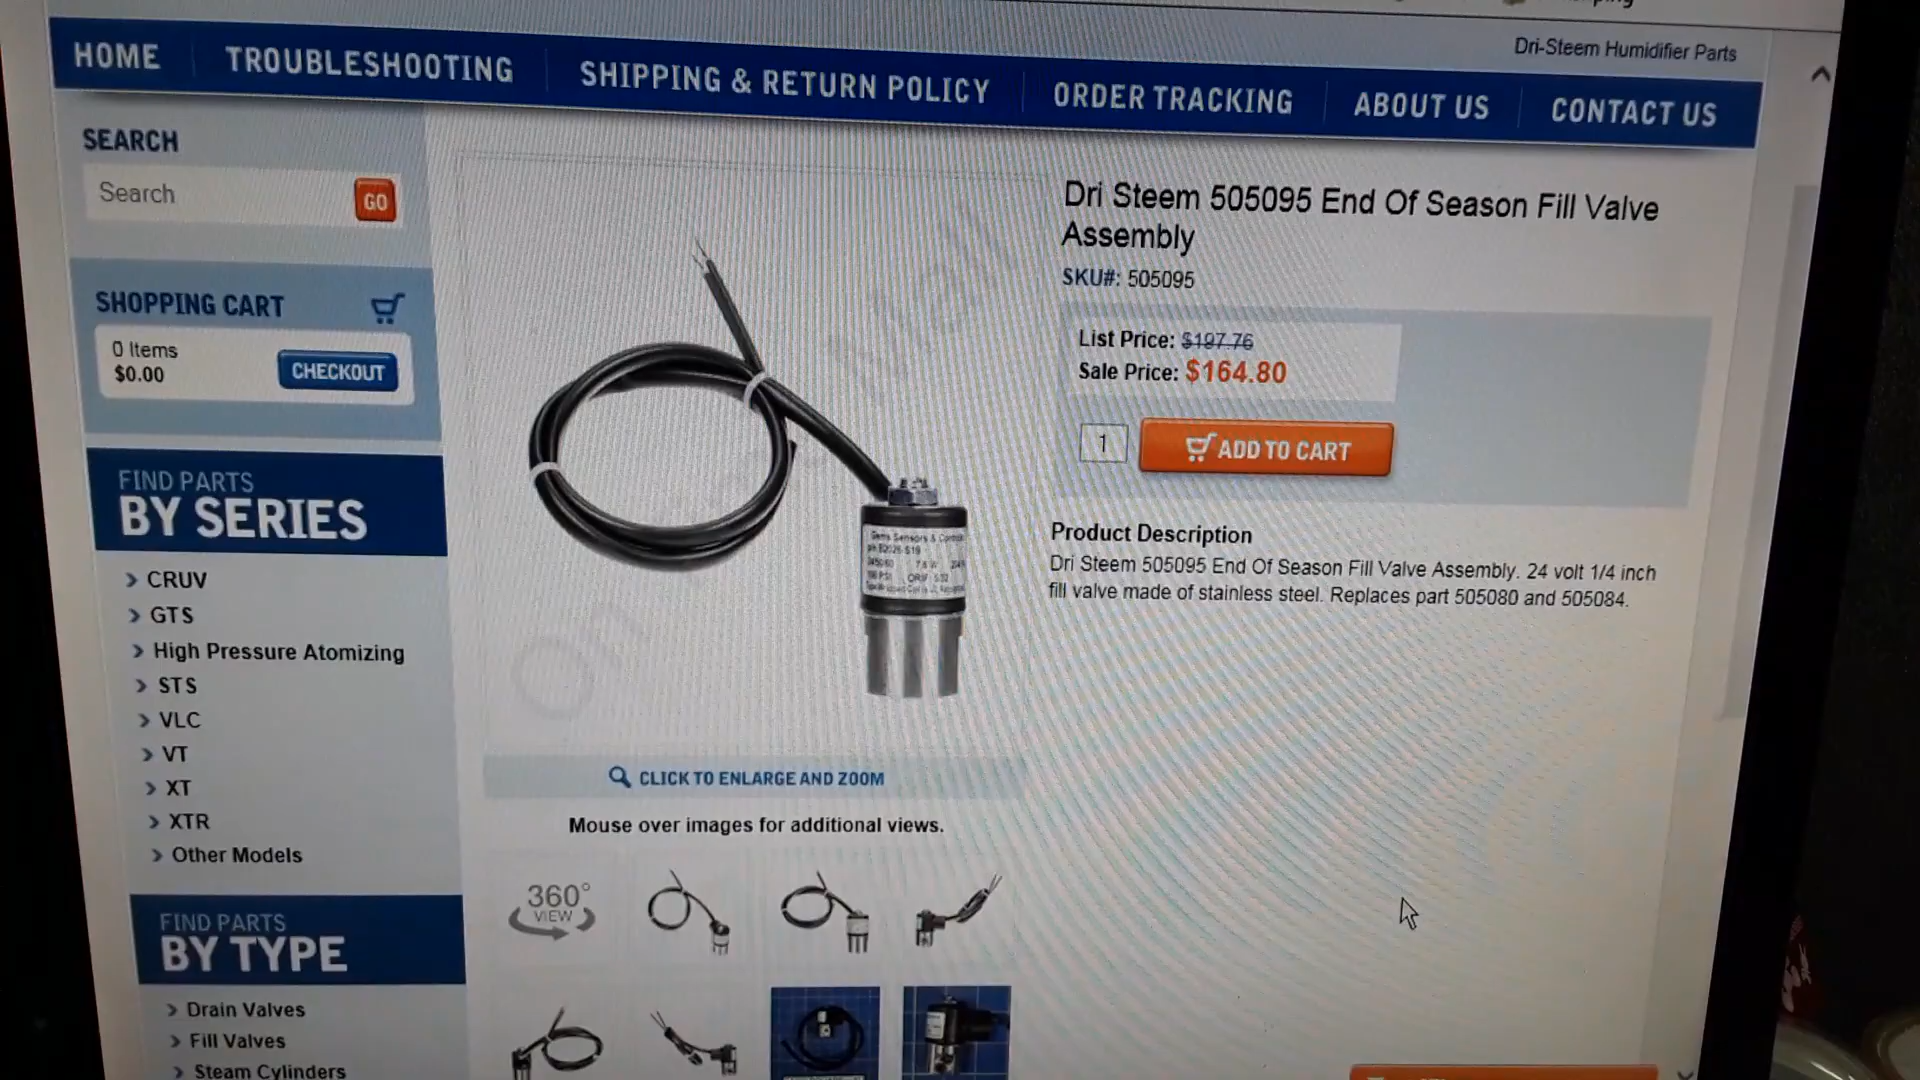 Dri-Steem Humidifier Parts
HOME
TROUBLESHOOTING
SHIPPING & RETURN POLICY
ORDER TRACKING
ABOUT US
CONTACT US
SEARCH
Search
GO
SHOPPING CART
0 Items
$0.00
CHECKOUT
FIND PARTS
BY SERIES
> CRUV
> GTS
> High Pressure Atomizing
> STS
> VLC
> VT
> XT
> XTR
> Other Models
FIND PARTS
BY TYPE
> Drain Valves
> Fill Valves
> Steam Cylinders
Gems Sensors & Controls
CLICK TO ENLARGE AND ZOOM
Mouse over images for additional views.
360°
VIEW
Dri Steem 505095 End Of Season Fill Valve
Assembly
SKU#: 505095
List Price: $197.76
Sale Price: $164.80
1
ADD TO CART
Product Description
Dri Steem 505095 End Of Season Fill Valve Assembly. 24 volt 1/4 inch
fill valve made of stainless steel. Replaces part 505080 and 505084.